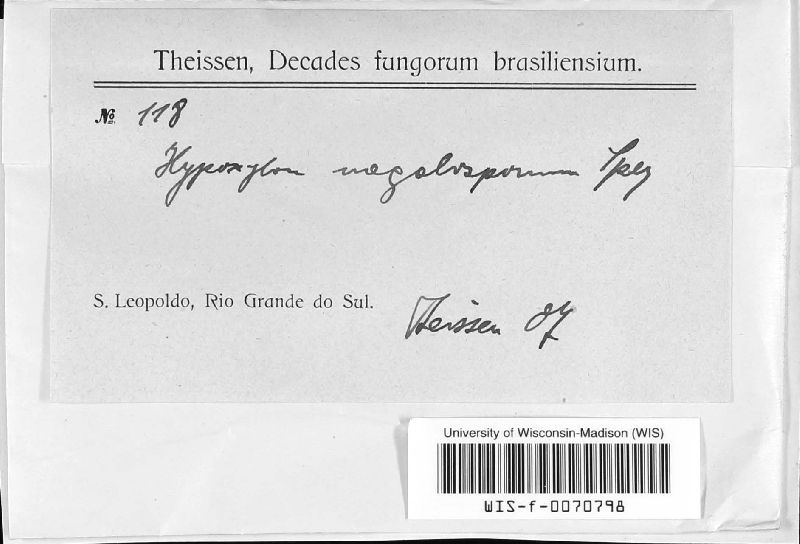 Theissen, Decades fungorum brasiliensium.
№ 118
Hypoxylon megalosporum Speg
S. Leopoldo, Rio Grande do Sul.
Theissen 07
University of Wisconsin-Madison (WIS)
WIS-f-0070798